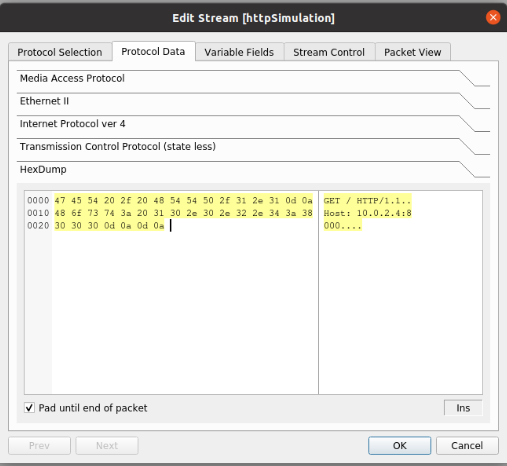 Edit Stream [httpSimulation]
Protocol Selection Protocol Data Variable Fields Stream Control Packet View
Media Access Protocol
Ethernet II
Internet Protocol ver 4
Transmission Control Protocol (state less)
HexDump
0000 47 45 54 20 2f 20 48 54 54 50 2f 31 2e 31 0d 0a GET / HTTP/1.1..
0010 48 6f 73 74 3a 20 31 30 2e 30 2e 32 2e 34 3a 38 Host: 10.0.2.4:8
0020 30 30 30 0d 0a 0d 0a 000....
Pad until end of packet Ins
Prev Next OK Cancel